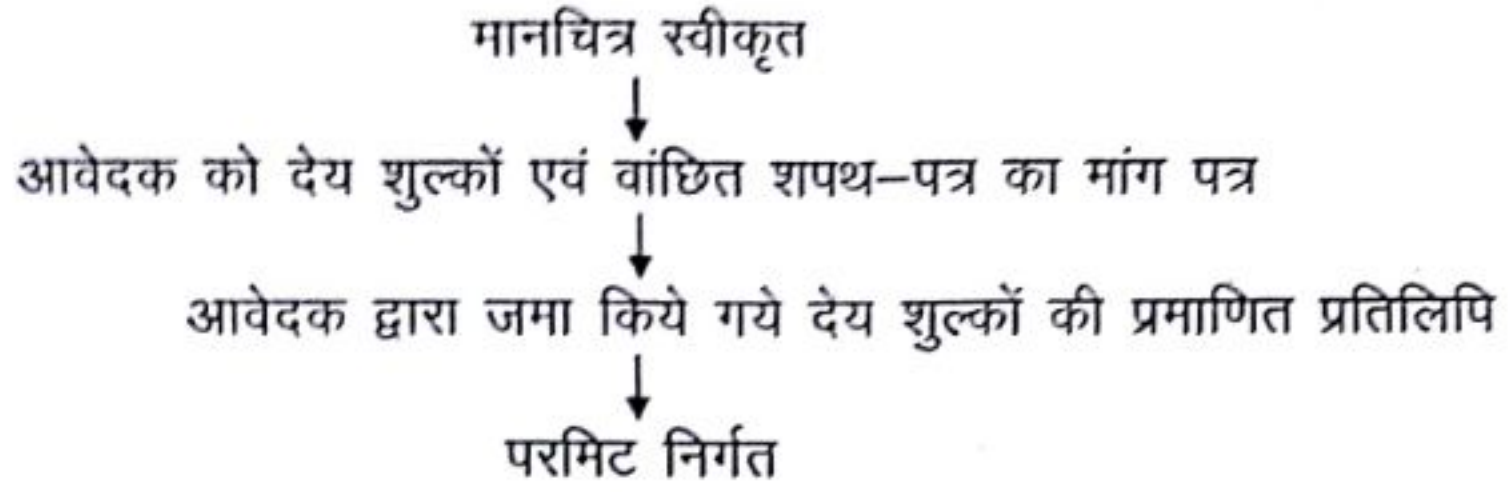 मानचित्र स्वीकृत
आवेदक को देय शुल्कों एवं वांछित शपथ–पत्र का मांग पत्र
आवेदक द्वारा जमा किये गये देय शुल्कों की प्रमाणित प्रतिलिपि
परमिट निर्गत